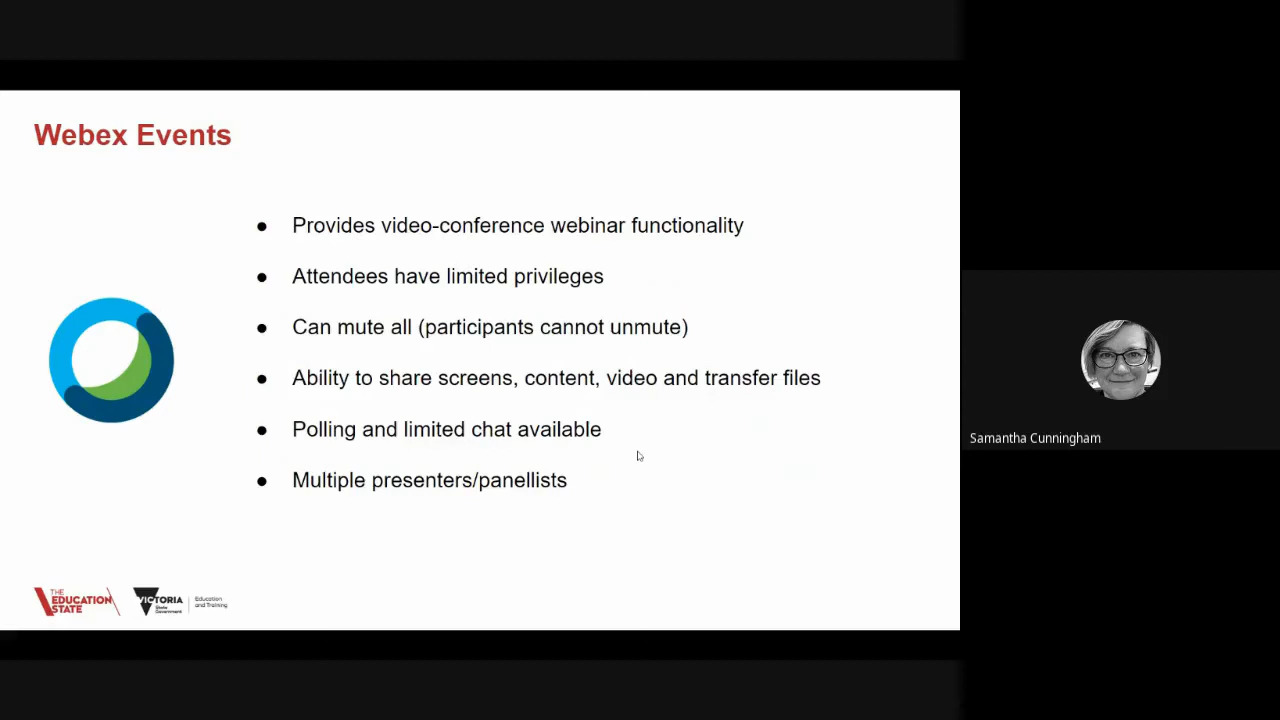 Webex Events
● Provides video-conference webinar functionality
● Attendees have limited privileges
● Can mute all (participants cannot unmute)
● Ability to share screens, content, video and transfer files
● Polling and limited chat available
● Multiple presenters/panellists
Samantha Cunningham
THE
EDUCATION
STATE
VICTORIA
State
Government
Education
and Training